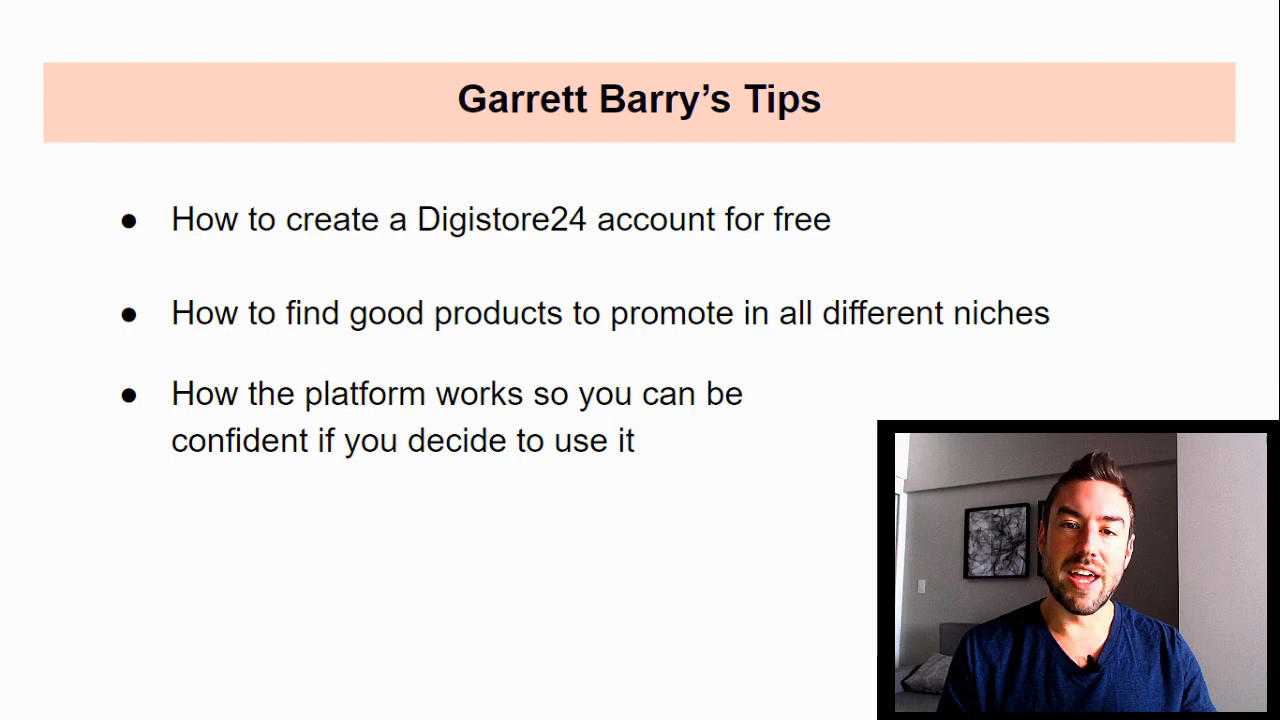 Garrett Barry’s Tips
● How to create a Digistore24 account for free
● How to find good products to promote in all different niches
● How the platform works so you can be
confident if you decide to use it